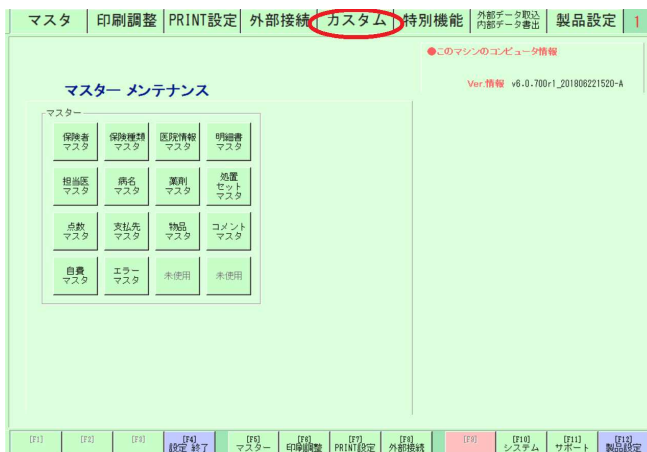 マスタ 印刷調整 PRINT設定 外部接続 カスタム 特別機能 外部データ取込 製品設定 1
内部データ書出
●このマシンのコンピュータ情報
Ver.情報 v6.0.700r1_201806221520-A
マスター メンテナンス
マスター
保険者 保険種類 医院情報 明細書
マスタ マスタ マスタ マスタ
担当医 病名 薬剤 処置
マスタ マスタ マスタ セット
マスタ
点数 支払先 物品 コメント
マスタ マスタ マスタ マスタ
自費 エラー 未使用 未使用
マスタ マスタ
[F1] [F2] [F3] [F4] [F5] [F6] [F7] [F8] [F9] [F10] [F11] [F12]
設定 終了 マスター 印刷調整 PRINT設定 外部接続 システム サポート 製品設定